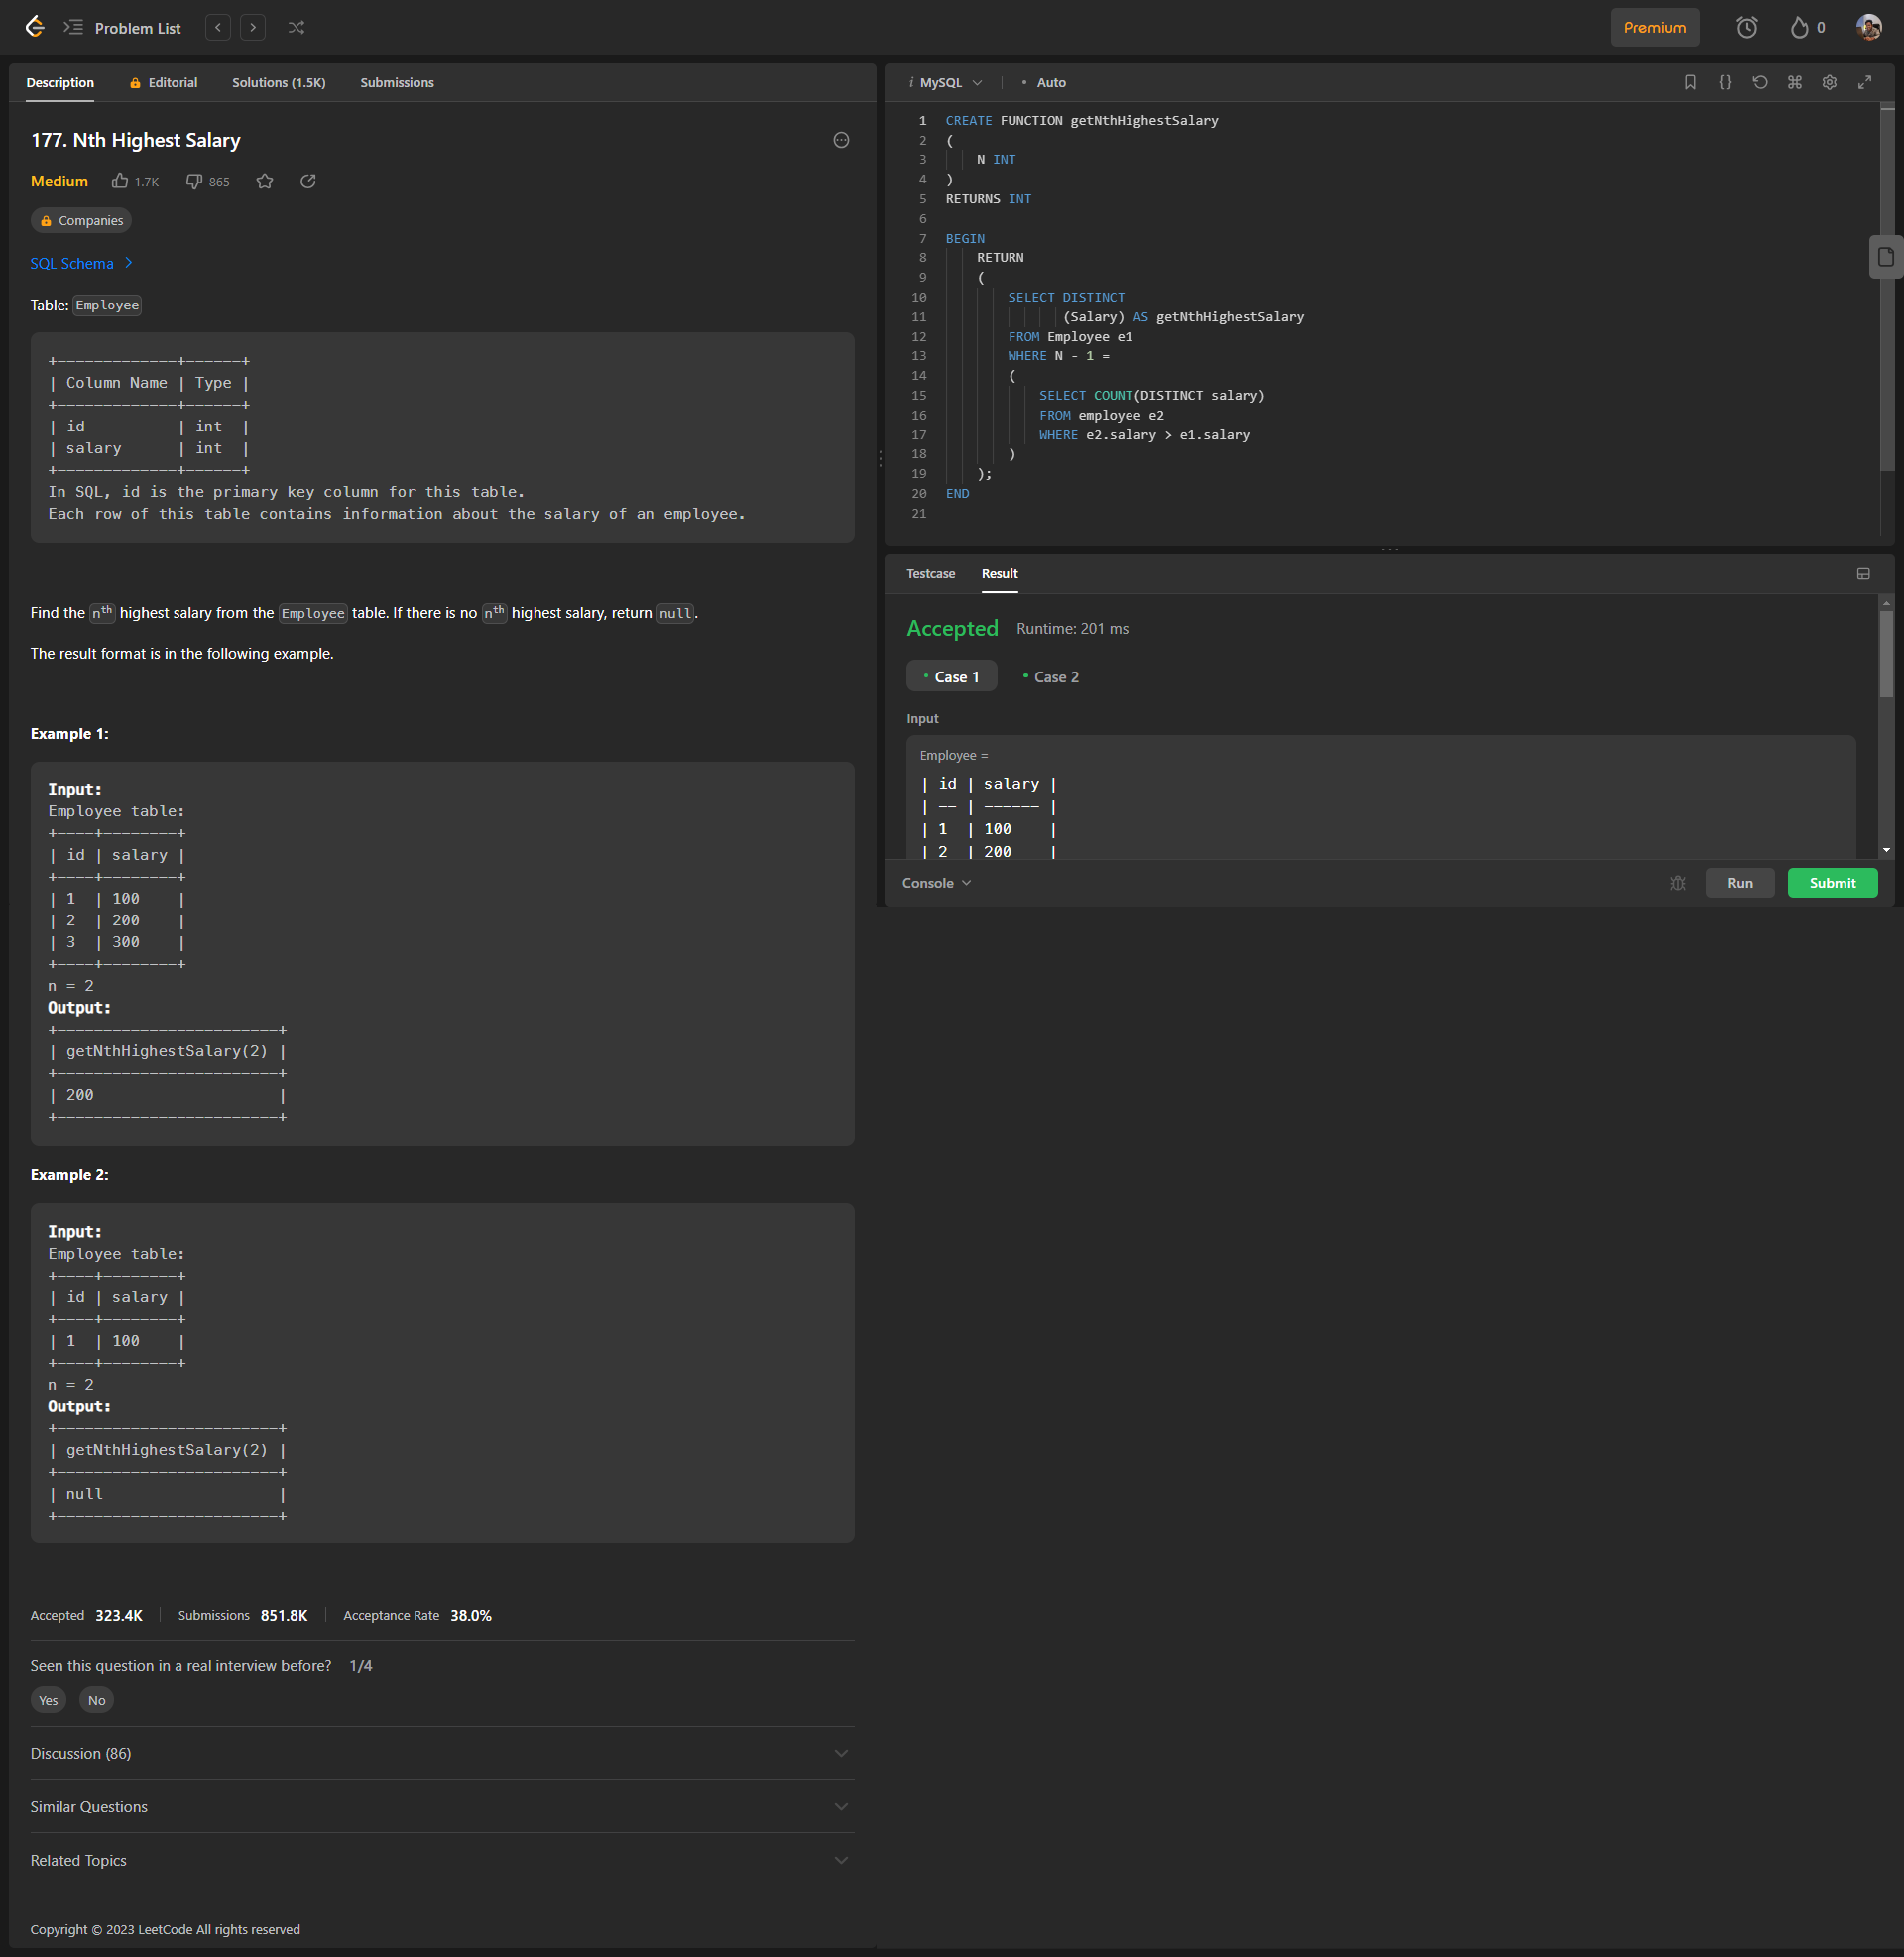 Problem List
Premium
0
Description
Editorial
Solutions (1.5K)
Submissions
177. Nth Highest Salary
Medium
1.7K
865
Companies
SQL Schema
Table: Employee
+-------------+------+
| Column Name | Type |
+-------------+------+
| id          | int  |
| salary      | int  |
+-------------+------+
In SQL, id is the primary key column for this table.
Each row of this table contains information about the salary of an employee.
Find the nth highest salary from the Employee table. If there is no nth highest salary, return null.
The result format is in the following example.
Example 1:
Input:
Employee table:
+----+--------+
| id | salary |
+----+--------+
| 1  | 100    |
| 2  | 200    |
| 3  | 300    |
+----+--------+
n = 2
Output:
+------------------------+
| getNthHighestSalary(2) |
+------------------------+
| 200                    |
+------------------------+
Example 2:
Input:
Employee table:
+----+--------+
| id | salary |
+----+--------+
| 1  | 100    |
+----+--------+
n = 2
Output:
+------------------------+
| getNthHighestSalary(2) |
+------------------------+
| null                   |
+------------------------+
Accepted 323.4K
Submissions 851.8K
Acceptance Rate 38.0%
Seen this question in a real interview before? 1/4
Yes
No
Discussion (86)
Similar Questions
Related Topics
Copyright © 2023 LeetCode All rights reserved
i MySQL
• Auto
1 CREATE FUNCTION getNthHighestSalary
2 (
3     N INT
4 )
5 RETURNS INT
6
7 BEGIN
8     RETURN
9     (
10         SELECT DISTINCT
11                (Salary) AS getNthHighestSalary
12         FROM Employee e1
13         WHERE N - 1 =
14         (
15             SELECT COUNT(DISTINCT salary)
16             FROM employee e2
17             WHERE e2.salary > e1.salary
18         )
19     );
20 END
21
Testcase
Result
Accepted
Runtime: 201 ms
• Case 1
• Case 2
Input
Employee =
| id | salary |
| -- | ------ |
| 1  | 100    |
| 2  | 200    |
Console
Run
Submit